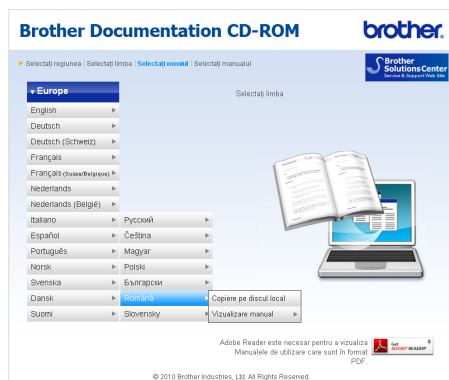 Brother Documentation CD-ROM
brother.
Selectați regiunea | Selectați limba | Selectați meniul | Selectați manualul
Brother
Solutions Center
Service & Support Web Site
Europe
Selectați limba
English
Deutsch
Deutsch (Schweiz)
Français
Français (Suisse/Belgique)
Nederlands
Nederlands (België)
Italiano
Русский
Español
Čeština
Português
Magyar
Norsk
Polski
Svenska
Български
Dansk
Română
Copiere pe discul local
Suomi
Slovensky
Vizualizare manual
Adobe Reader este necesar pentru a vizualiza
Manualele de utilizare care sunt în format
PDF.
Get
ADOBE® READER®
© 2010 Brother Industries, Ltd. All Rights Reserved.